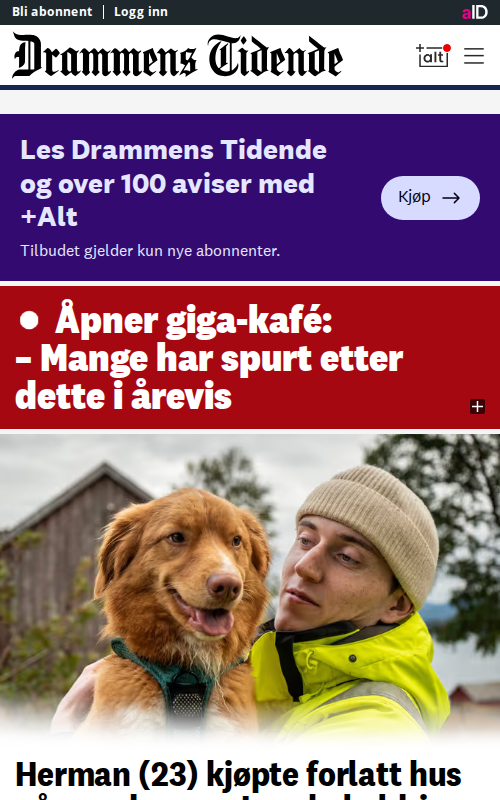 Bli abonnent | Logg inn
aID
Drammens Tidende
+alt
Les Drammens Tidende
og over 100 aviser med
+Alt
Kjøp →
Tilbudet gjelder kun nye abonnenter.
Åpner giga-kafé:
– Mange har spurt etter
dette i årevis
+
Herman (23) kjøpte forlatt hus